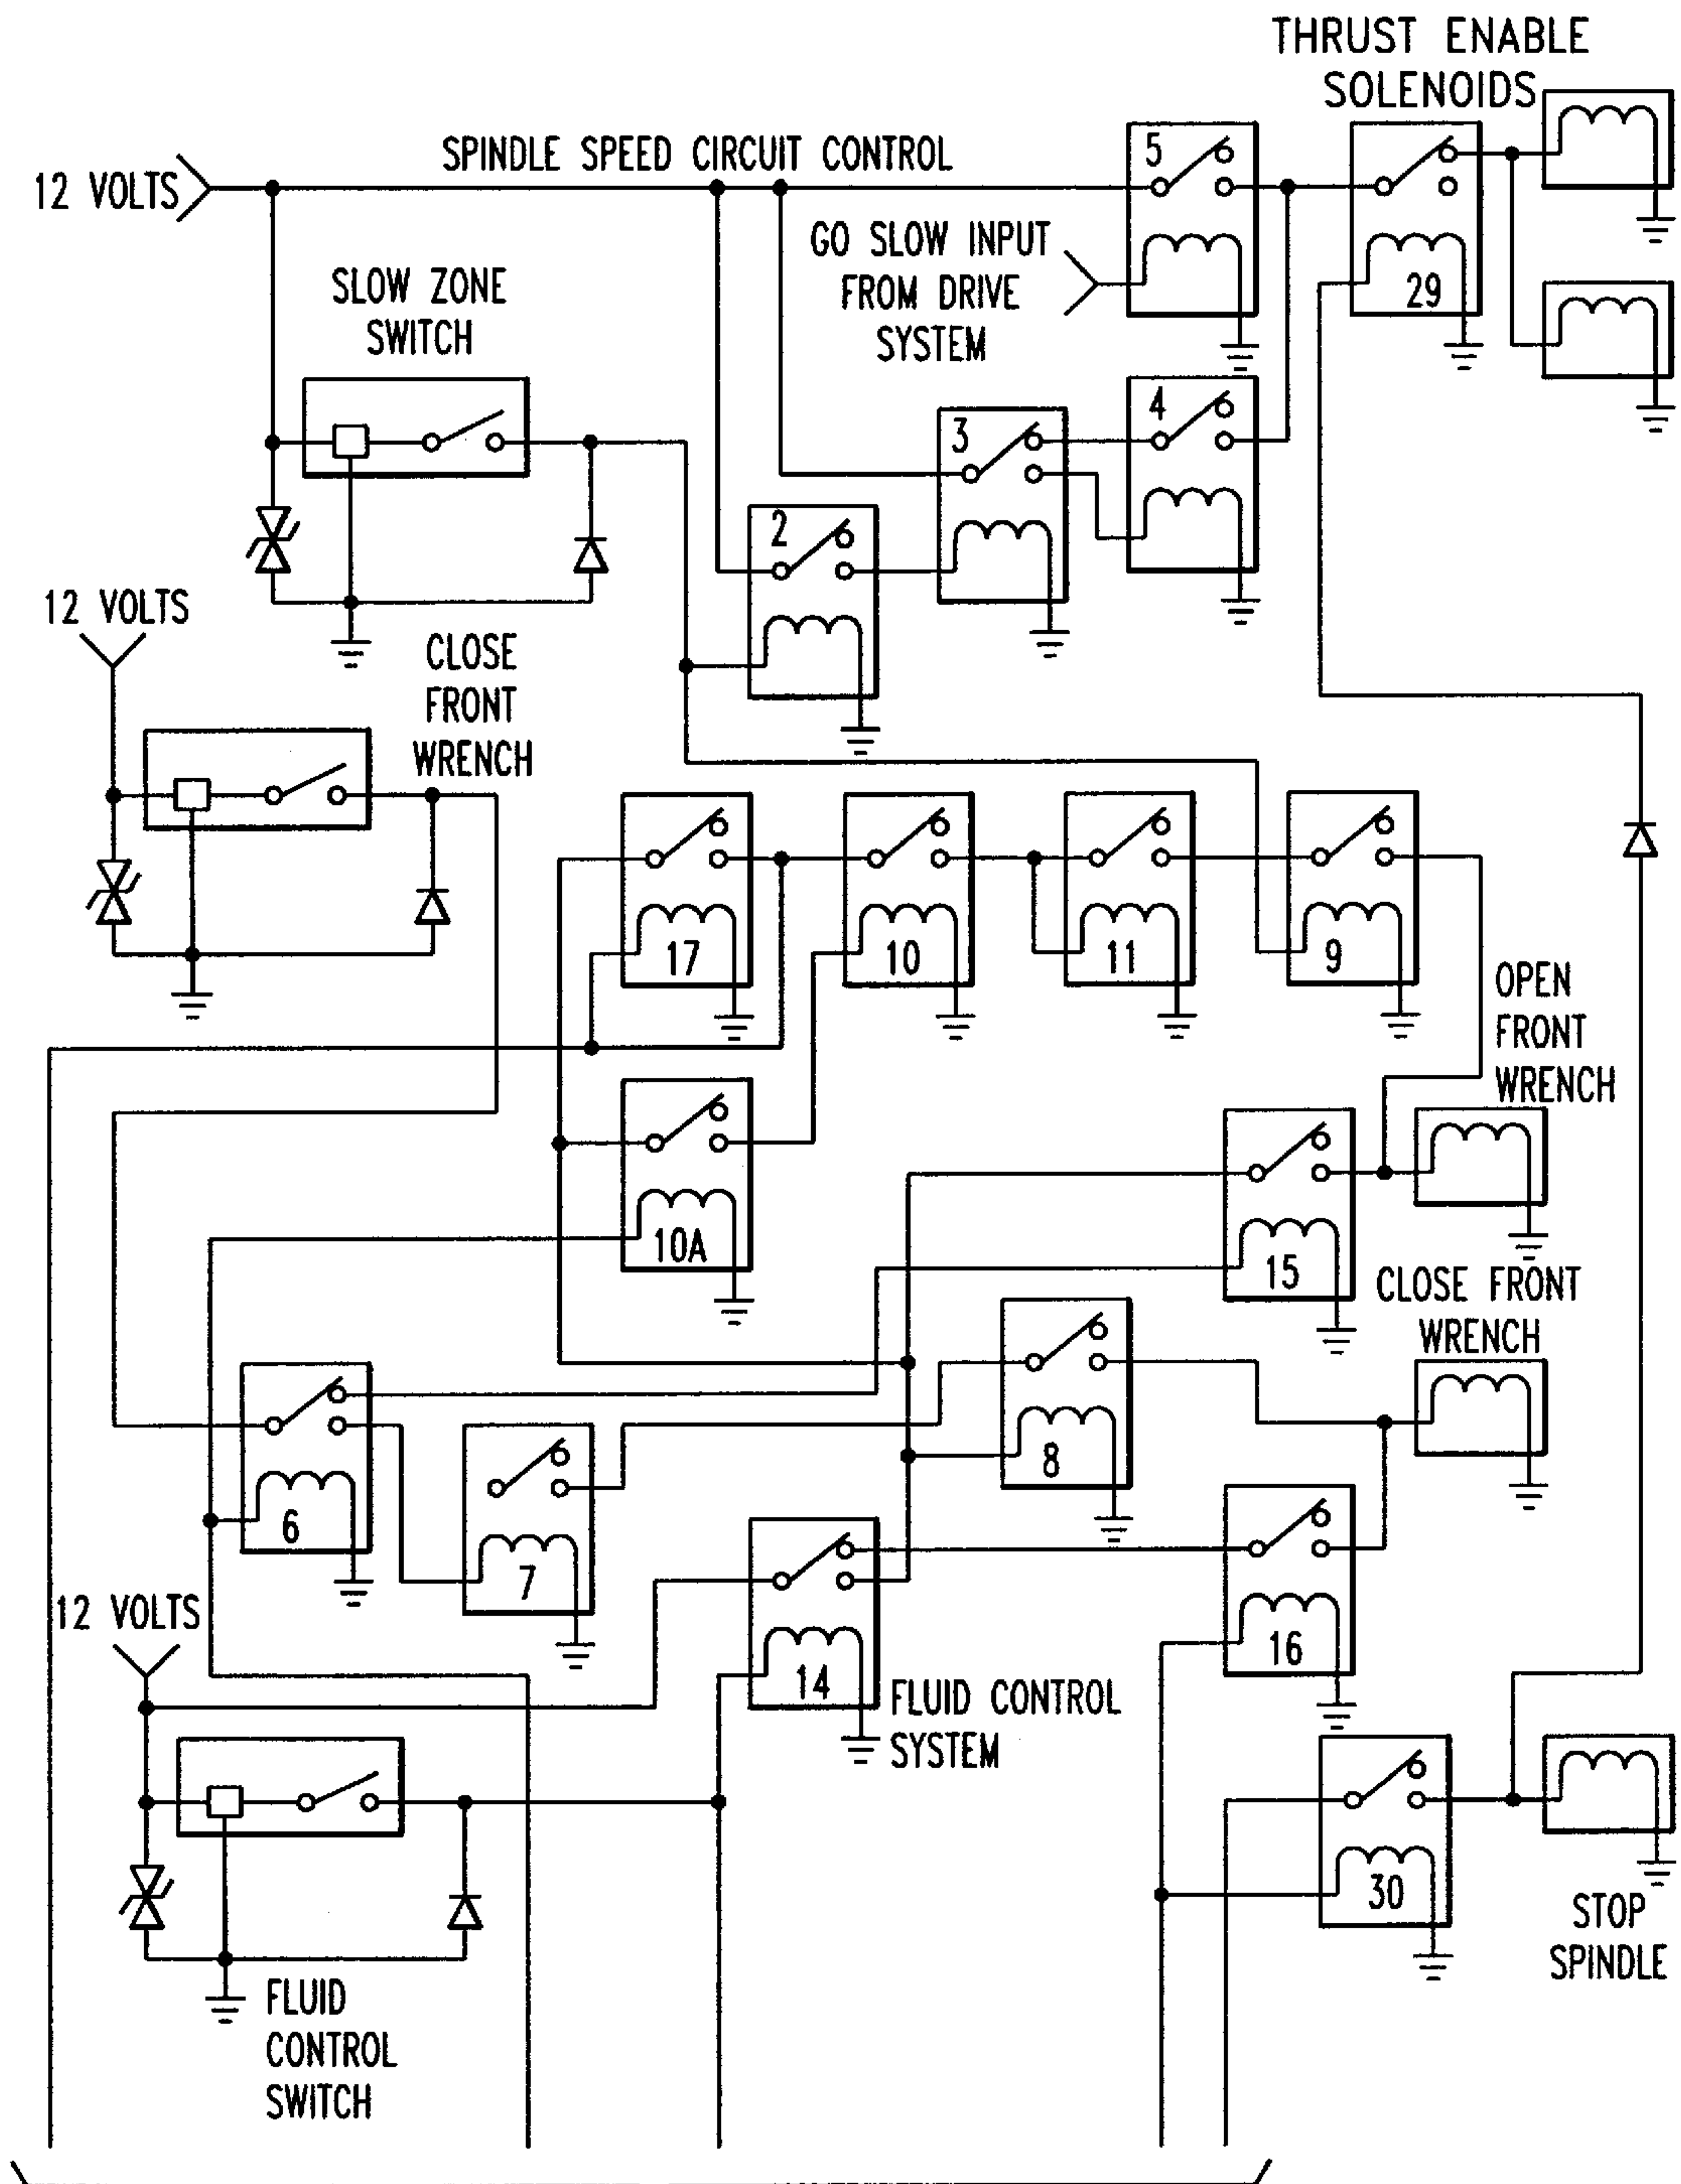 THRUST ENABLE
SOLENOIDS
SPINDLE SPEED CIRCUIT CONTROL
12 VOLTS
5
29
GO SLOW INPUT
FROM DRIVE
SYSTEM
SLOW ZONE
SWITCH
4
3
2
12 VOLTS
CLOSE
FRONT
WRENCH
17
10
11
9
OPEN
FRONT
WRENCH
10A
15
CLOSE FRONT
WRENCH
8
6
7
12 VOLTS
14
16
FLUID CONTROL
SYSTEM
30
STOP
SPINDLE
FLUID
CONTROL
SWITCH